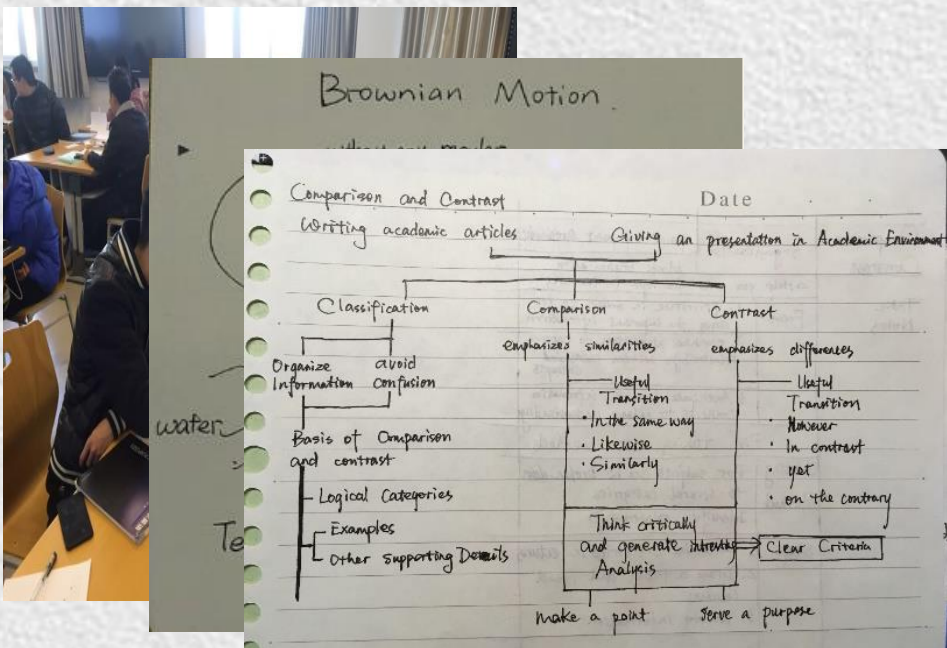 Brownian Motion.
water
Te
Comparison and Contrast
Date
Writing academic articles
Giving an presentation in Academic Environment
Classification
Comparison
Contrast
emphasizes similarities
emphasizes differences
Organize
Information
avoid
confusion
Useful
Transition
· In the same way
· Likewise
· Similarly
Useful
Transition
· However
· In contrast
· yet
· on the contrary
Basis of Comparison
and contrast
Logical Categories
Examples
Other supporting Details
Think critically
and generate intresting
Analysis
Clear Criteria
make a point
serve a purpose